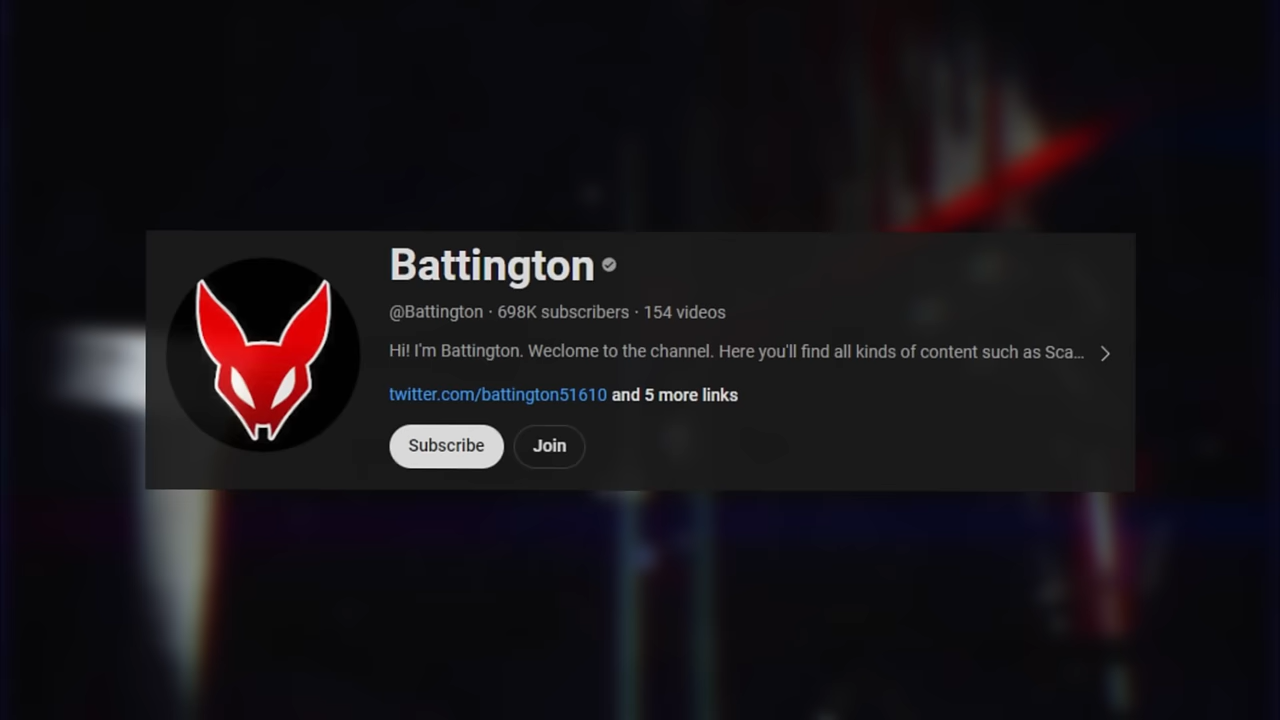 Battington
@Battington · 698K subscribers · 154 videos
Hi! I'm Battington. Weclome to the channel. Here you'll find all kinds of content such as Sca...
twitter.com/battington51610 and 5 more links
Subscribe Join